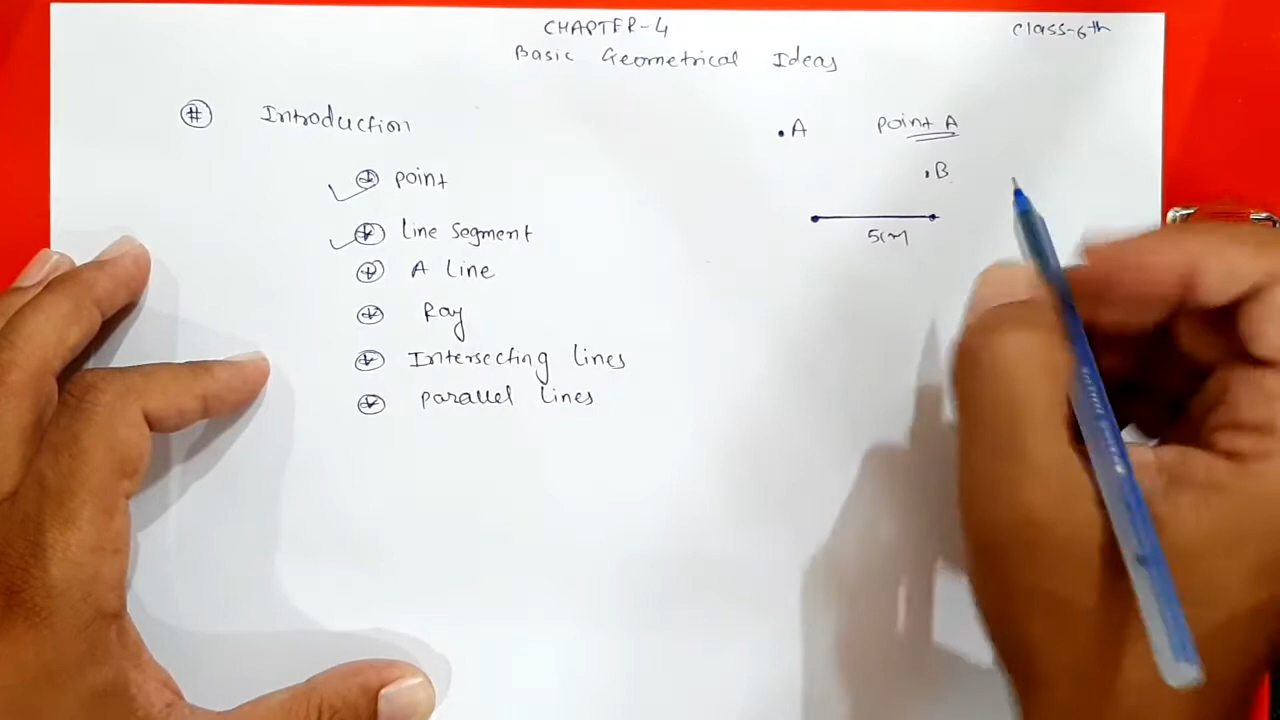 CHAPTER-4
Class-6th
Basic Geometrical Ideas
# Introduction
point
Line Segment
A Line
Ray
Intersecting lines
parallel lines
.A point A
.B
5cm